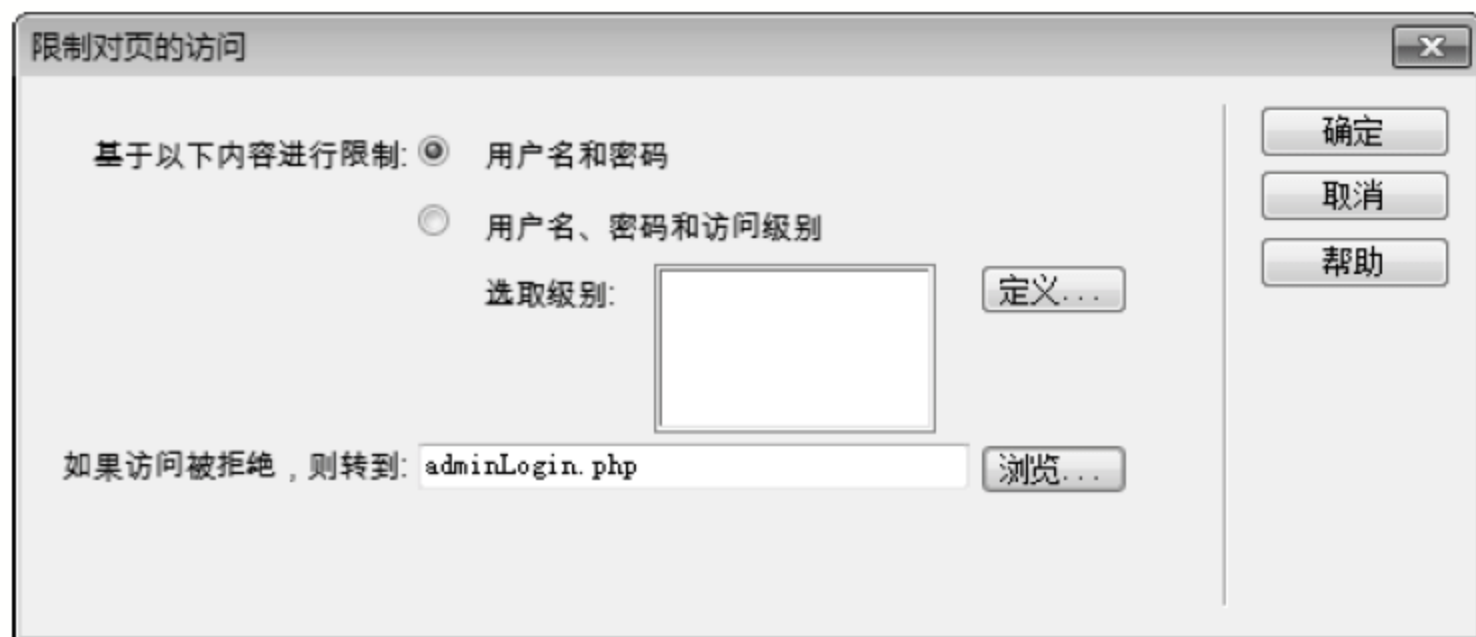 限制对页的访问
基于以下内容进行限制: 用户名和密码
用户名、密码和访问级别
选取级别:
定义...
如果访问被拒绝，则转到: adminLogin.php
浏览...
确定
取消
帮助